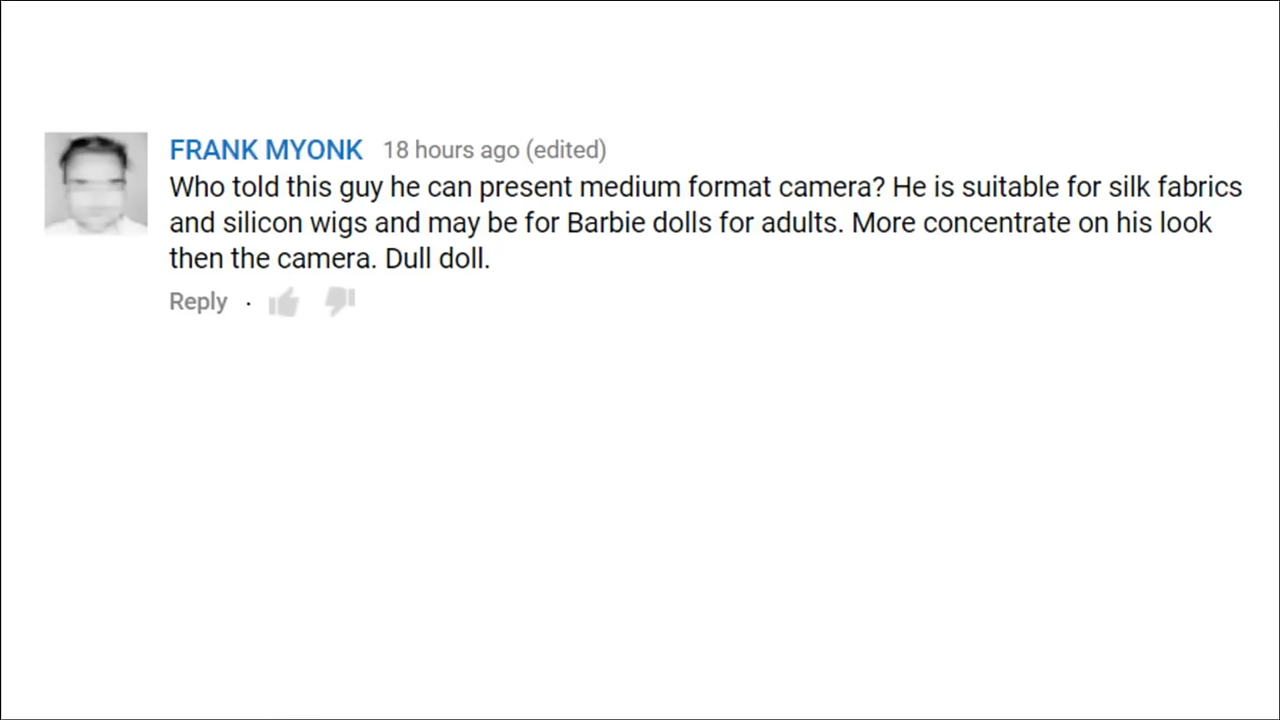 FRANK MYONK 18 hours ago (edited)
Who told this guy he can present medium format camera? He is suitable for silk fabrics
and silicon wigs and may be for Barbie dolls for adults. More concentrate on his look
then the camera. Dull doll.
Reply ·